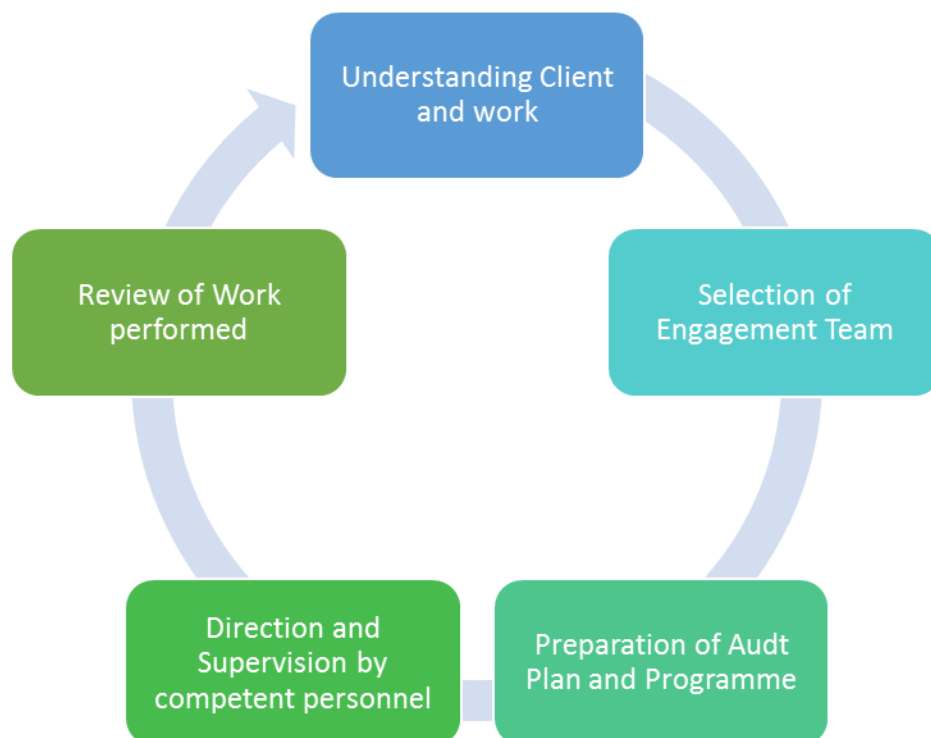 Understanding Client
and work
Selection of
Engagement Team
Preparation of Audt
Plan and Programme
Direction and
Supervision by
competent personnel
Review of Work
performed